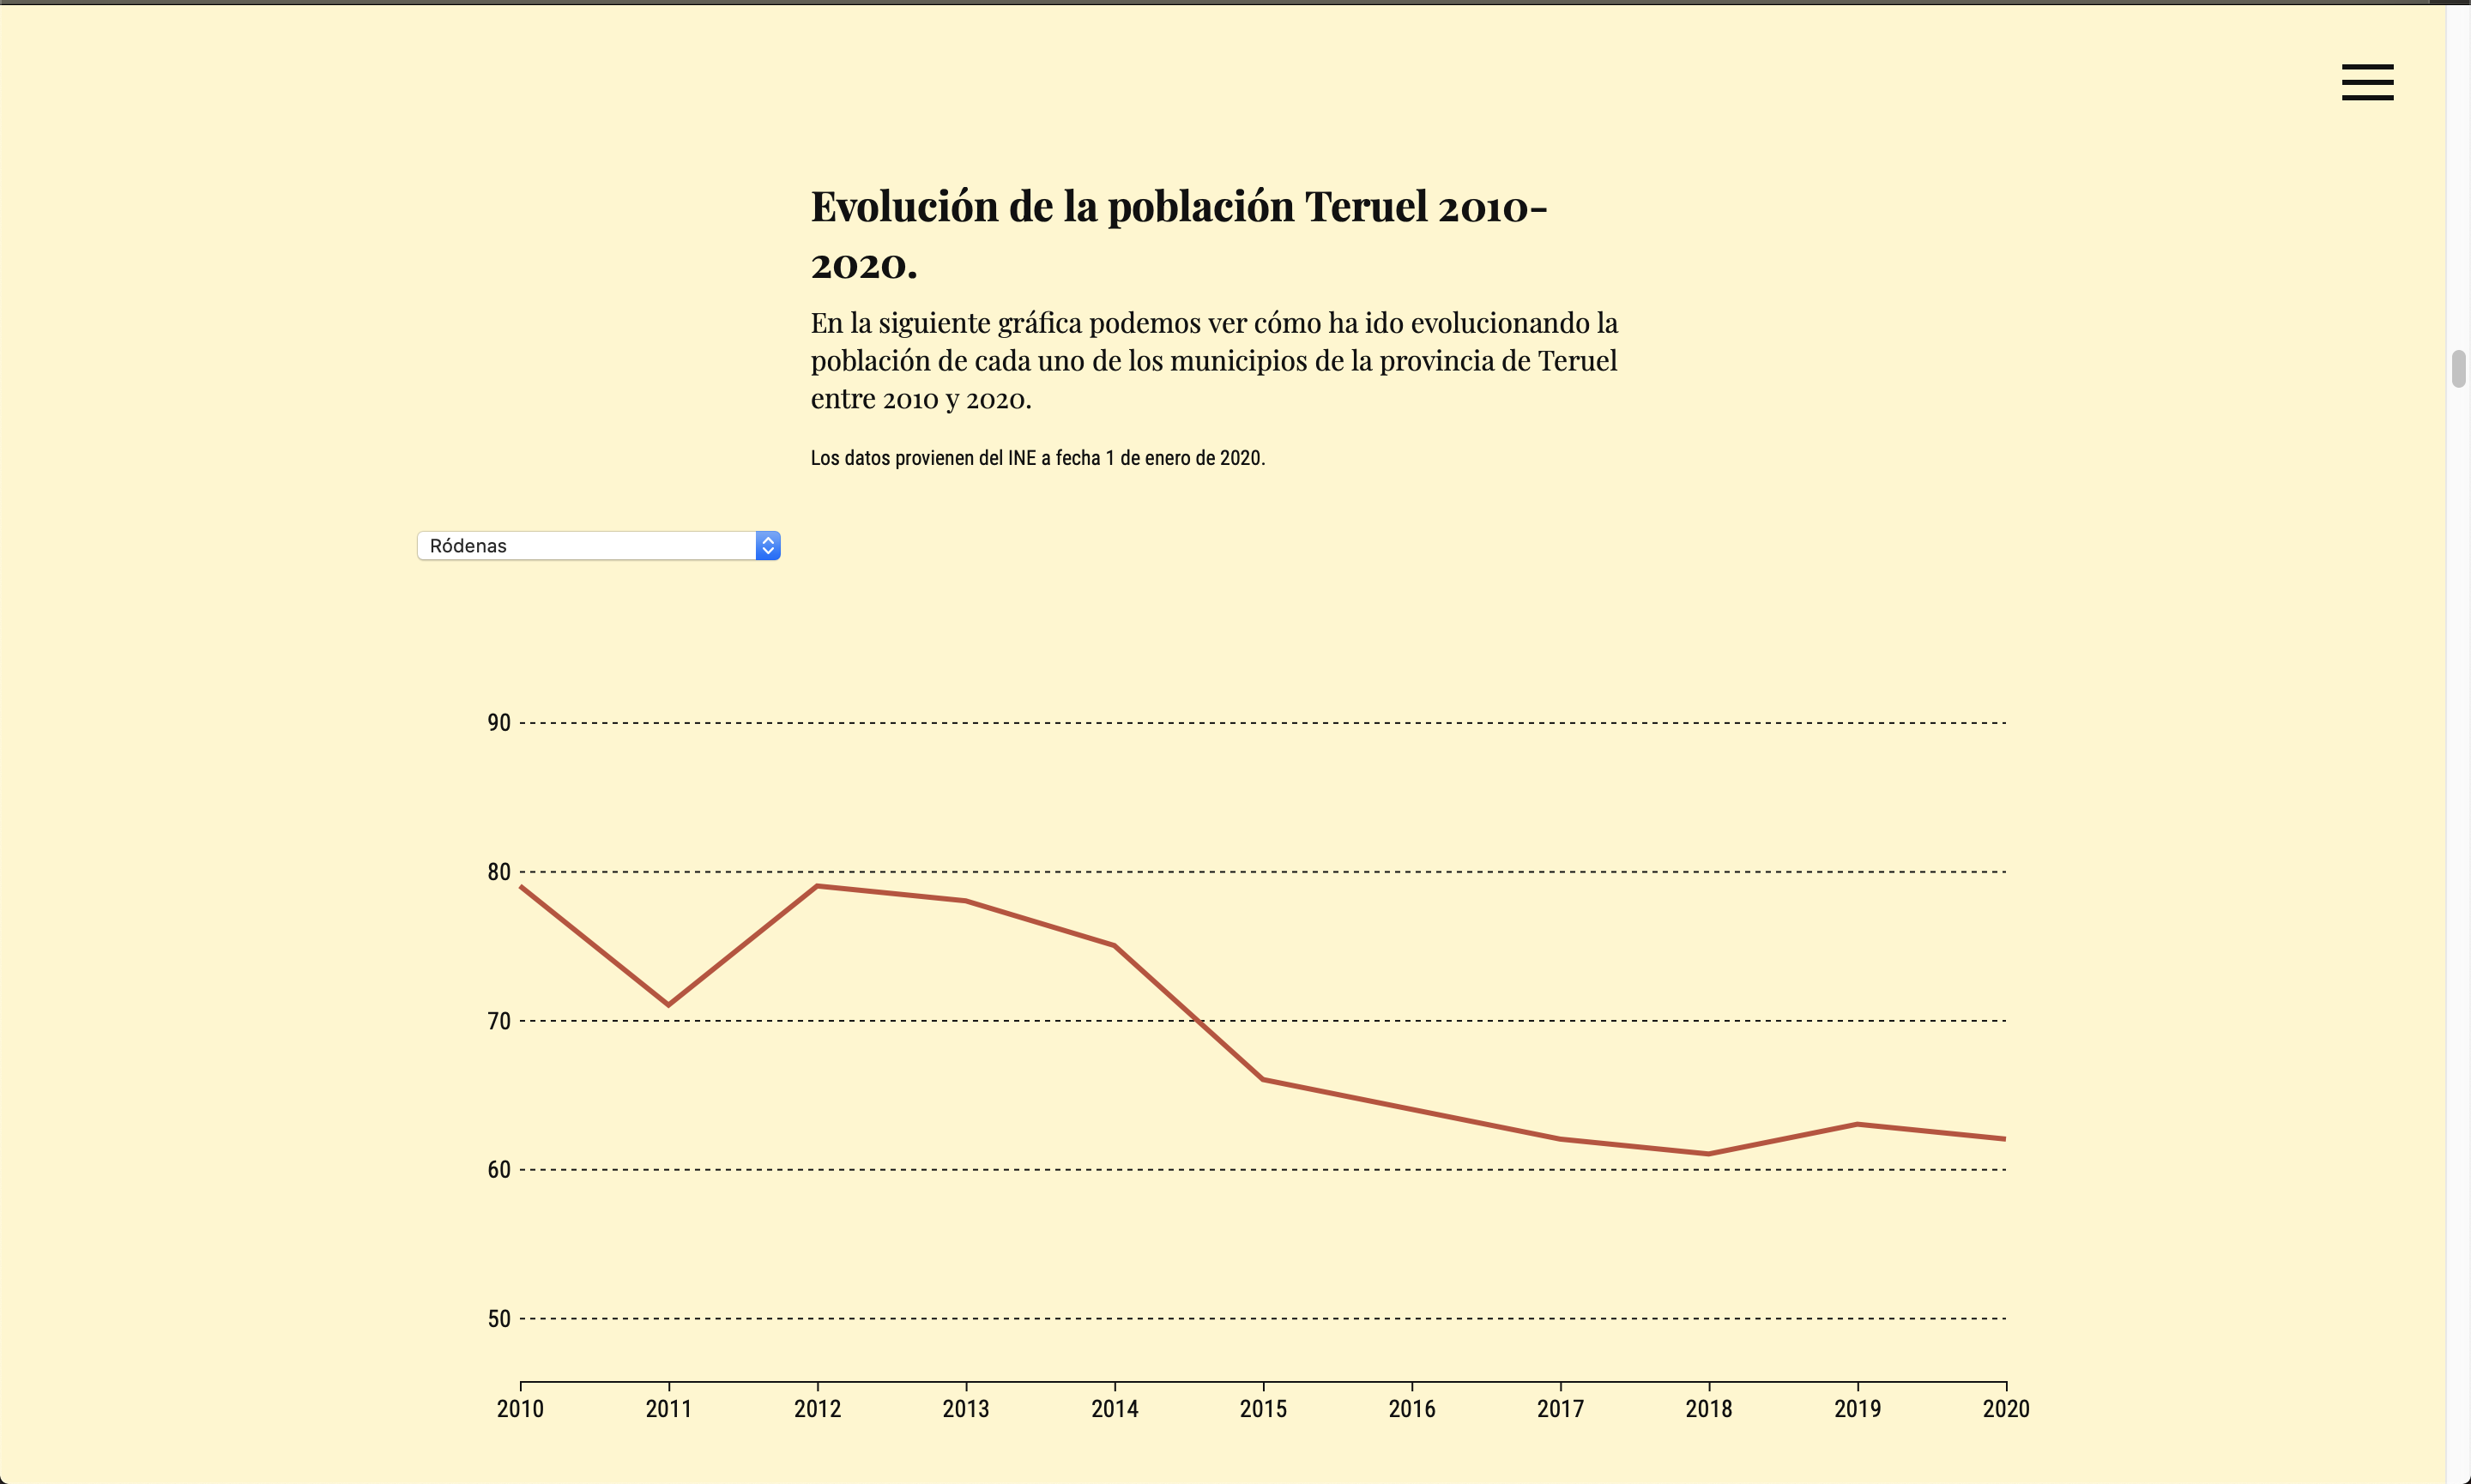 Evolución de la población Teruel 2010-
2020.
En la siguiente gráfica podemos ver cómo ha ido evolucionando la
población de cada uno de los municipios de la provincia de Teruel
entre 2010 y 2020.
Los datos provienen del INE a fecha 1 de enero de 2020.
Ródenas
90
80
70
60
50
2010 2011 2012 2013 2014 2015 2016 2017 2018 2019 2020